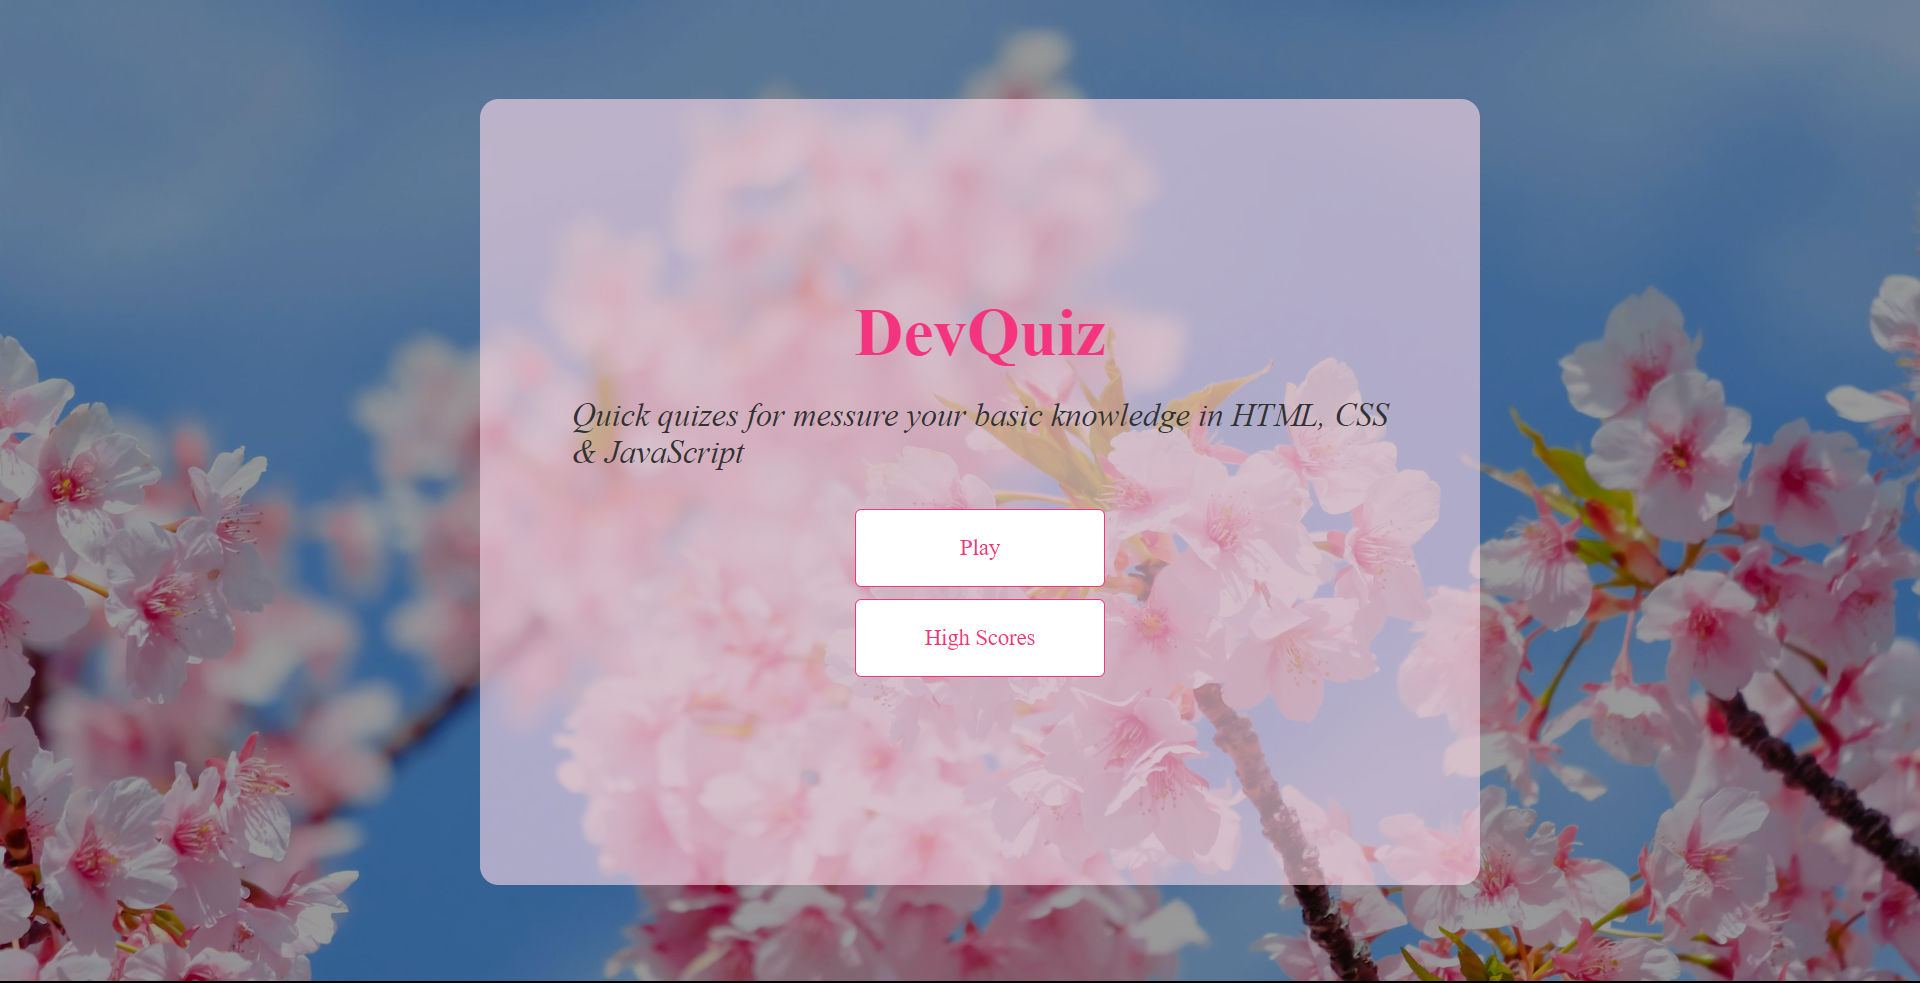 DevQuiz
Quick quizes for messure your basic knowledge in HTML, CSS
& JavaScript
Play
High Scores